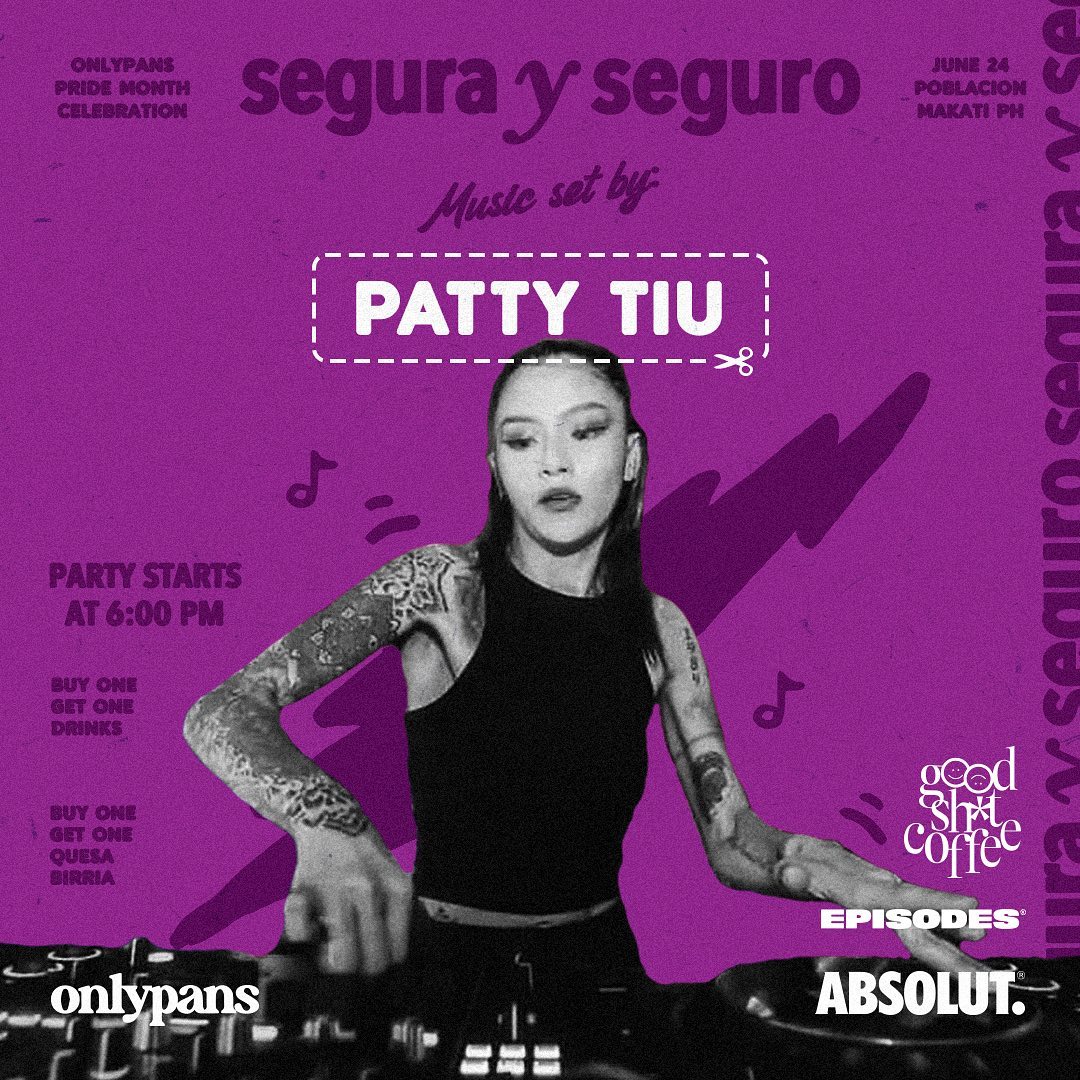 ONLYPANS
PRIDE MONTH
CELEBRATION
segura y seguro
JUNE 24
POBLACION
MAKATI PH
Music set by:
PATTY TIU
PARTY STARTS
AT 6:00 PM
BUY ONE
GET ONE
DRINKS
BUY ONE
GET ONE
QUESA
BIRRIA
good
sh*t
coffee
EPISODES®
onlypans
ABSOLUT.®
segura y seguro segura y se